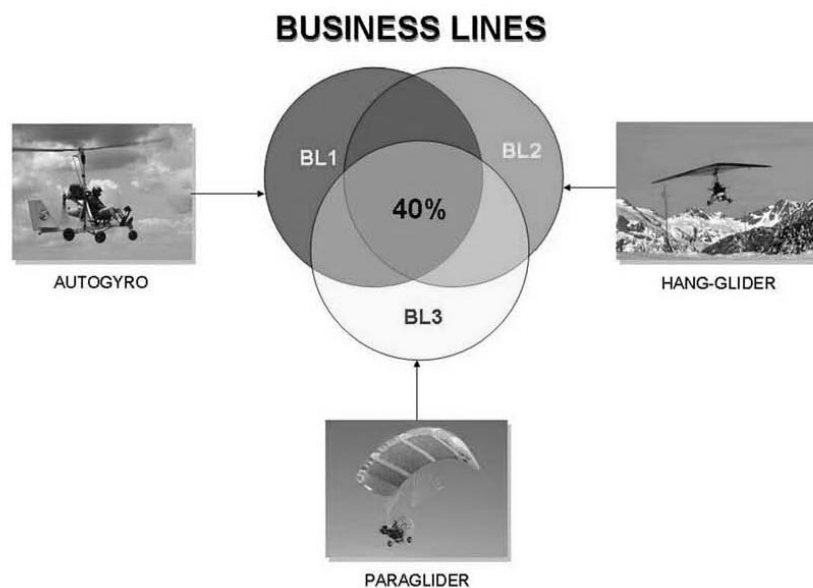 BUSINESS LINES
BL1
BL2
40%
AUTOGYRO
HANG-GLIDER
BL3
PARAGLIDER